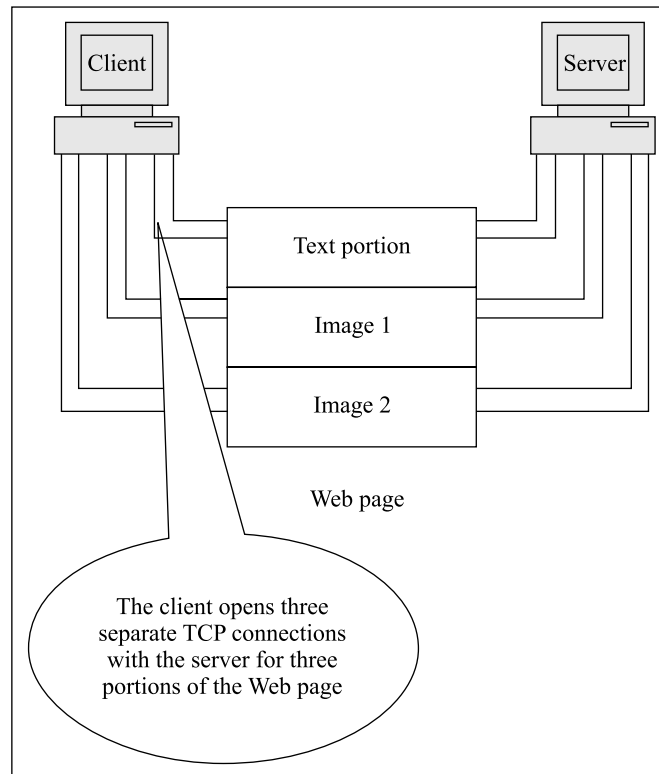 Client
Server
Text portion
Image 1
Image 2
Web page
The client opens three
separate TCP connections
with the server for three
portions of the Web page